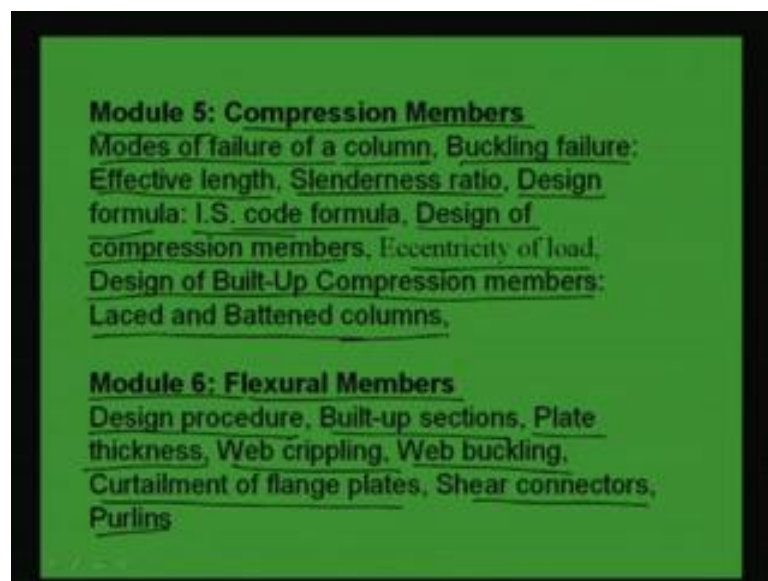 Module 5: Compression Members
Modes of failure of a column, Buckling failure:
Effective length, Slenderness ratio, Design
formula: I.S. code formula, Design of
compression members, Eccentricity of load,
Design of Built-Up Compression members:
Laced and Battened columns,
Module 6: Flexural Members
Design procedure, Built-up sections, Plate
thickness, Web crippling, Web buckling,
Curtailment of flange plates, Shear connectors,
Purlins